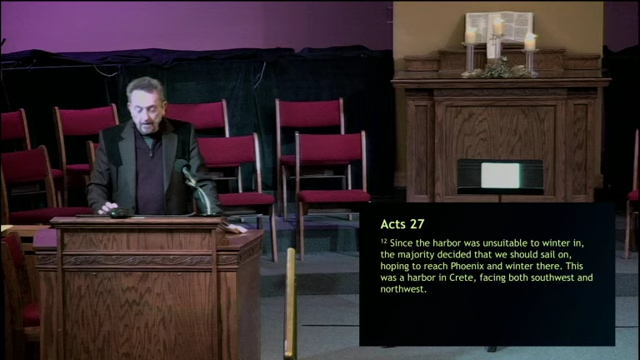 Acts 27
12 Since the harbor was unsuitable to winter in,
the majority decided that we should sail on,
hoping to reach Phoenix and winter there. This
was a harbor in Crete, facing both southwest and
northwest.